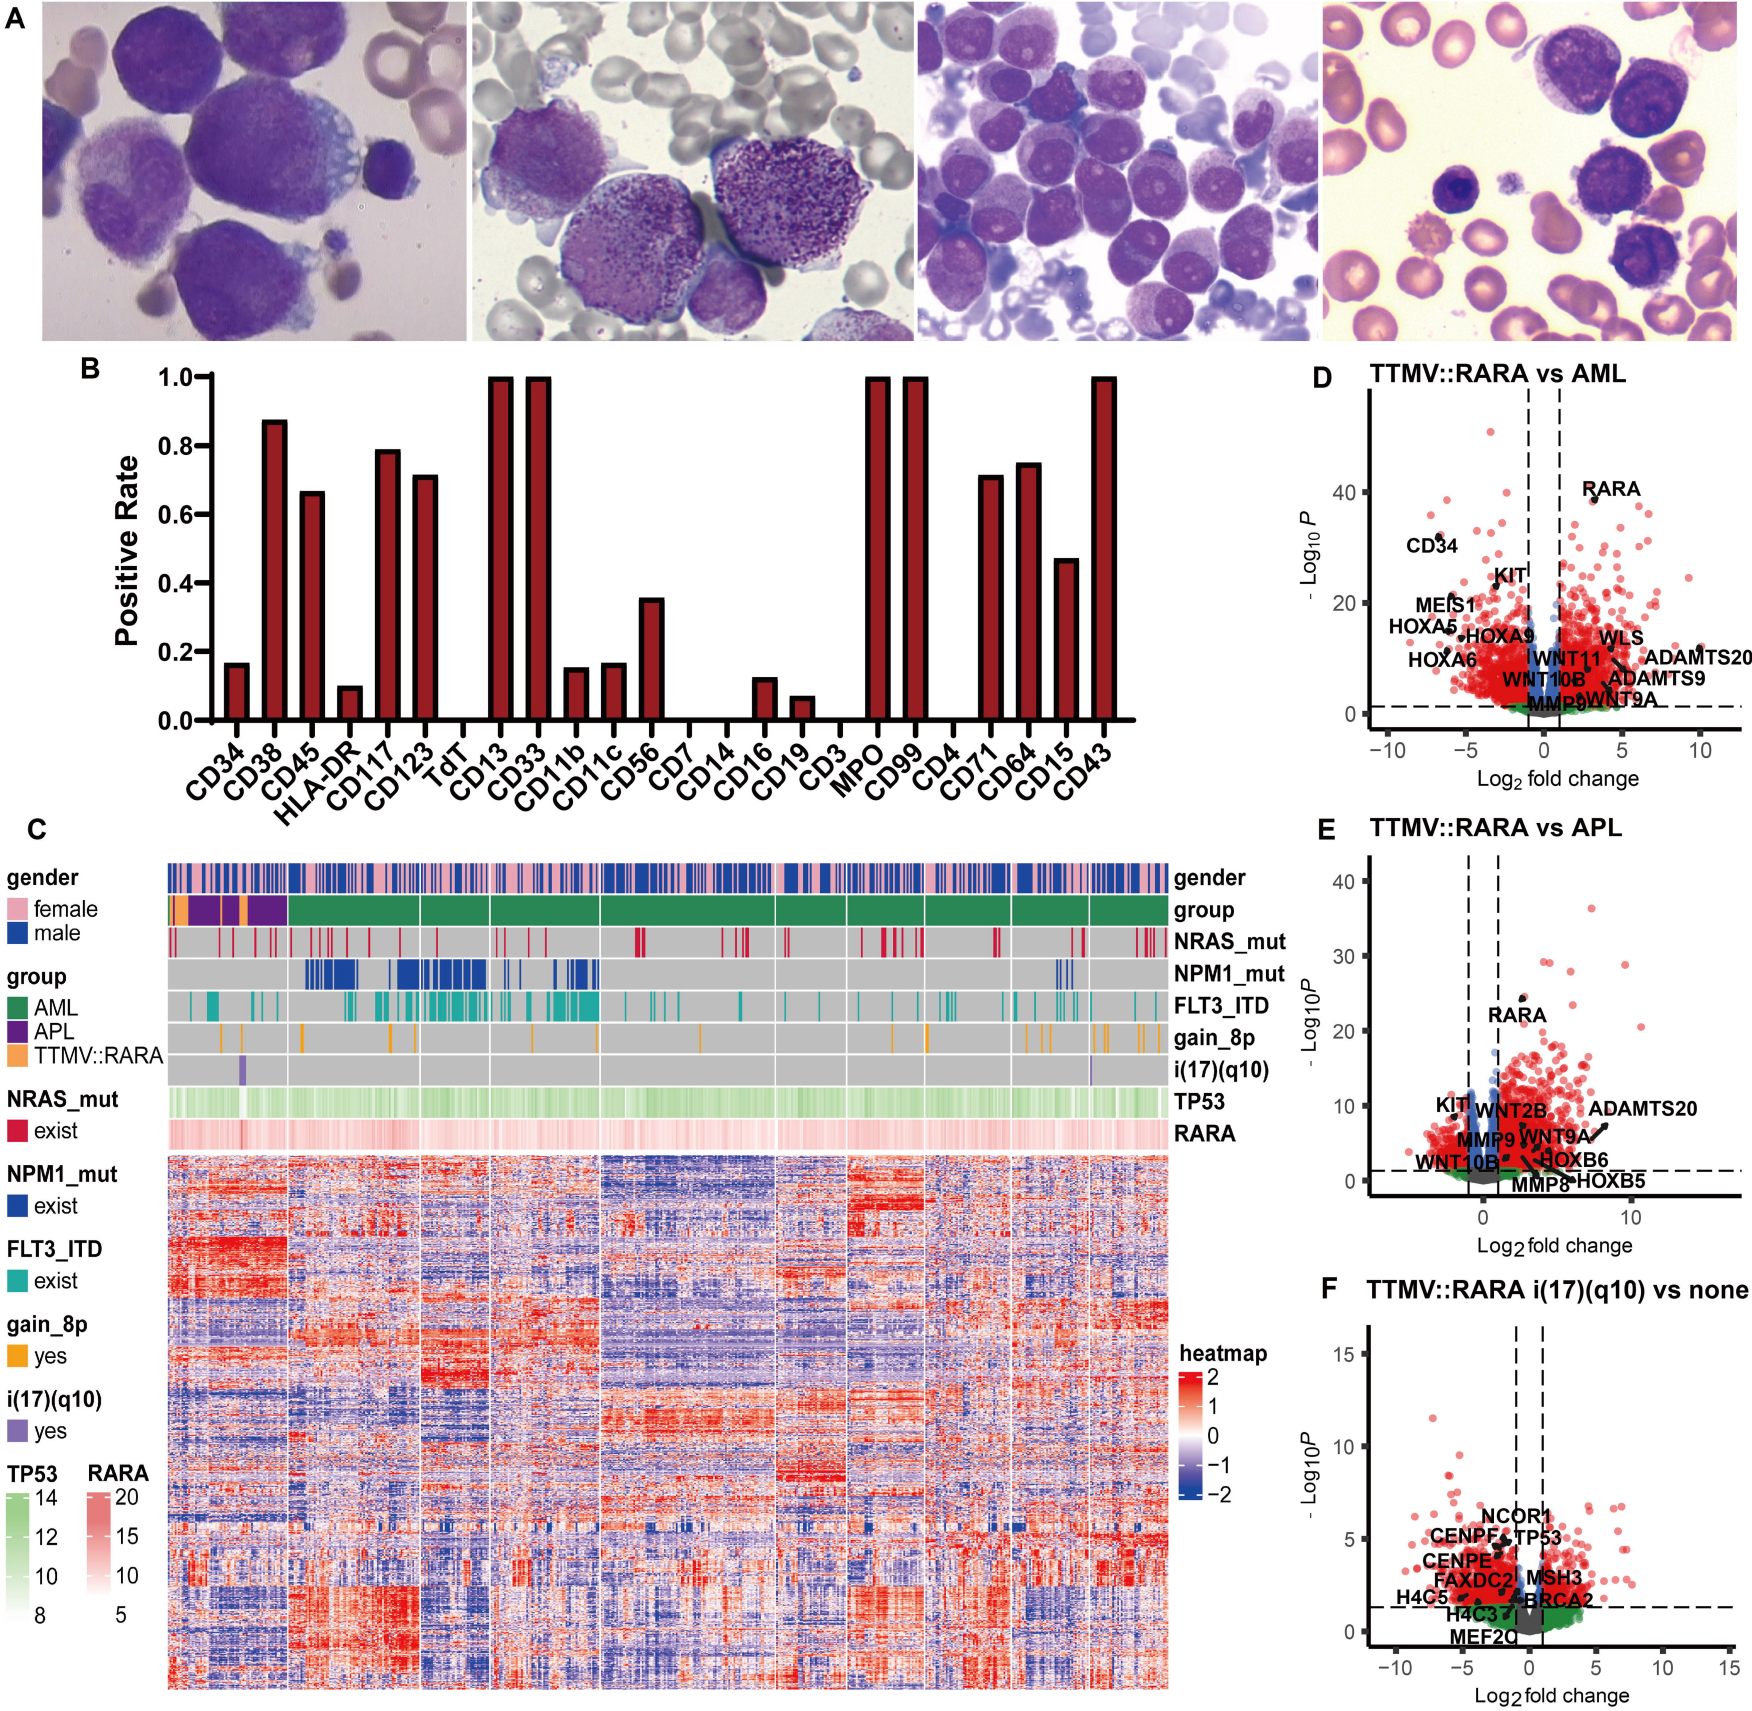 A
B
1.0
0.8
0.6
0.4
0.2
0.0
Positive Rate
CD34
CD38
CD45
HLA-DR
CD117
CD123
TdT
CD13
CD33
CD11b
CD11c
CD56
CD7
CD14
CD16
CD19
CD3
MPO
CD99
CD4
CD71
CD64
CD15
CD43
C
gender
female
male
group
AML
APL
TTMV::RARA
NRAS_mut
exist
NPM1_mut
exist
FLT3_ITD
exist
gain_8p
yes
i(17)(q10)
yes
TP53
14
12
10
8
RARA
20
15
10
5
gender
group
NRAS_mut
NPM1_mut
FLT3_ITD
gain_8p
i(17)(q10)
TP53
RARA
heatmap
2
1
0
−1
−2
D
TTMV::RARA vs AML
- Log10 P
40
20
0
RARA
CD34
KIT
MEIS1
HOXA5
HOXA9
HOXA6
WLS
WNT11
ADAMTS20
WNT10B
ADAMTS9
MMP9
WNT9A
−10
−5
0
5
10
Log2 fold change
E
TTMV::RARA vs APL
- Log10P
40
30
20
10
0
RARA
KIT
WNT2B
ADAMTS20
MMP9
WNT9A
WNT10B
HOXB6
MMP8
HOXB5
0
10
Log2 fold change
F
TTMV::RARA i(17)(q10) vs none
- Log10P
15
10
5
0
NCOR1
CENPF
TP53
CENPE
FAXDC2
MSH3
H4C5
BRCA2
H4C3
MEF2C
−10
−5
0
5
10
15
Log2 fold change